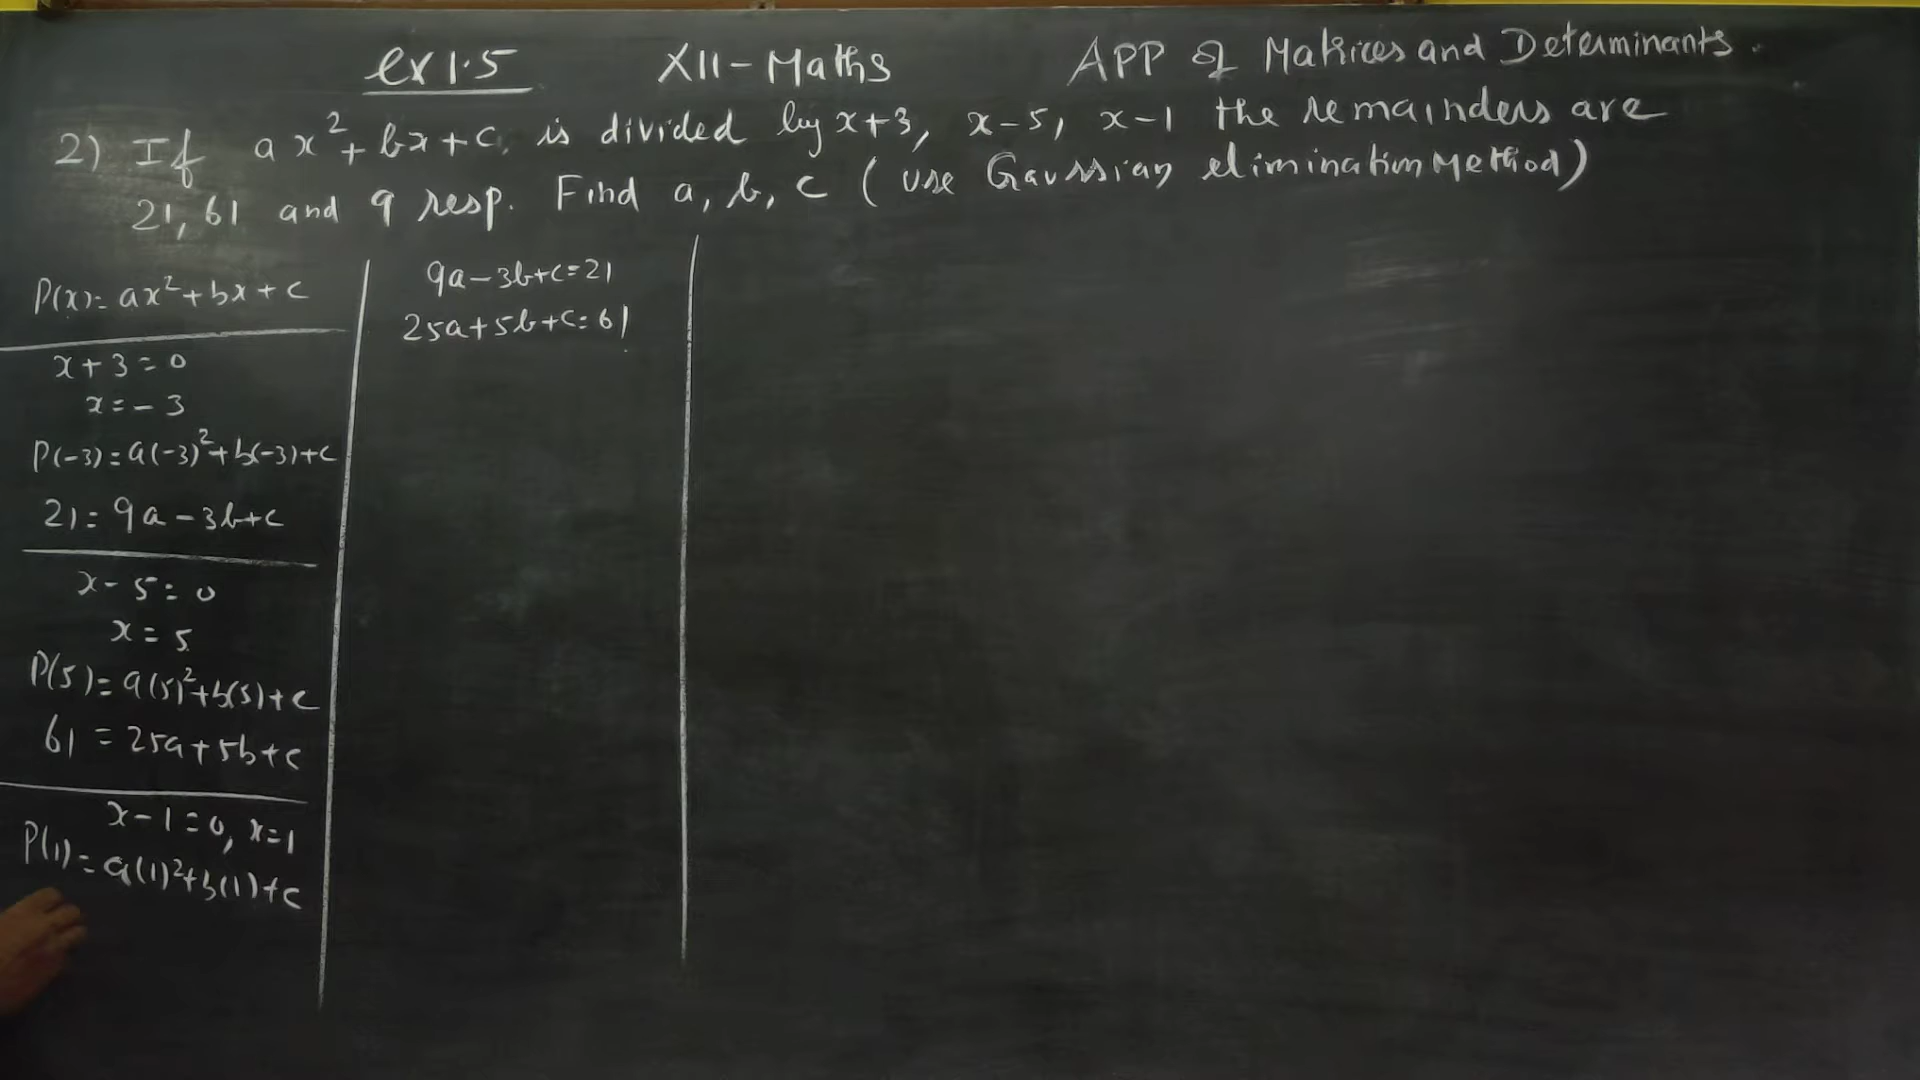 ex 1.5 XII - Maths APP of Matrices and Determinants.
2) If ax²+bx+c, is divided by x+3, x-5, x-1 the remainders are
21, 61 and 9 resp. Find a, b, c (use Gaussian elimination Method)
P(x)= ax²+bx+c
x+3=0
x=-3
P(-3)=a(-3)²+b(-3)+c
21=9a-3b+c
x-5=0
x=5
P(5)=a(5)²+b(5)+c
61=25a+5b+c
x-1=0, x=1
P(1)=a(1)²+b(1)+c
9a-3b+c=21
25a+5b+c=61